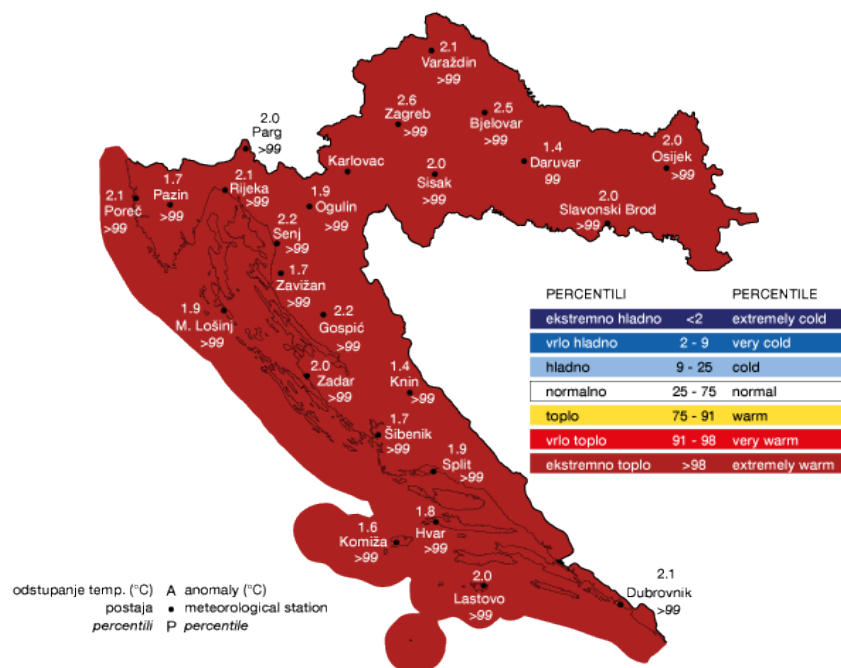 2.1
Varaždin
>99
2.6
Zagreb
>99
2.5
Bjelovar
>99
2.0
Parg
>99
1.4
Daruvar
99
2.0
Osijek
>99
Karlovac
2.0
Sisak
>99
2.1
Rijeka
>99
1.7
Pazin
>99
2.1
Poreč
>99
1.9
Ogulin
>99
2.0
Slavonski Brod
>99
2.2
Senj
>99
1.7
Zavižan
>99
1.9
M. Lošinj
>99
2.2
Gospić
>99
2.0
Zadar
>99
1.4
Knin
>99
1.7
Šibenik
>99
1.9
Split
>99
1.8
Hvar
>99
1.6
Komiža
>99
2.0
Lastovo
>99
2.1
Dubrovnik
>99
PERCENTILI PERCENTILE
ekstremno hladno <2 extremely cold
vrlo hladno 2 - 9 very cold
hladno 9 - 25 cold
normalno 25 - 75 normal
toplo 75 - 91 warm
vrlo toplo 91 - 98 very warm
ekstremno toplo >98 extremely warm
odstupanje temp. (°C) A anomaly (°C)
postaja • meteorological station
percentili P percentile